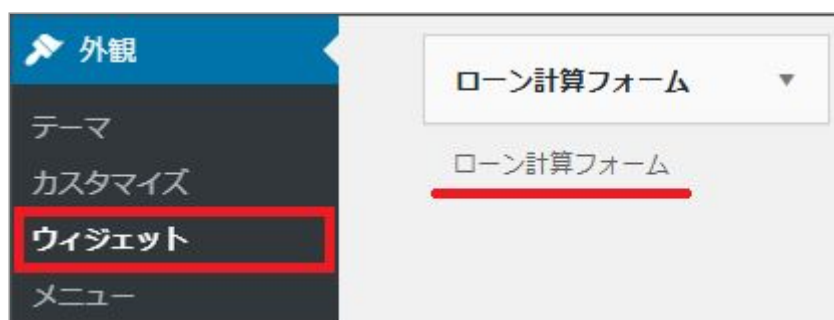 外観
テーマ
カスタマイズ
ウィジェット
メニュー
ローン計算フォーム
ローン計算フォーム